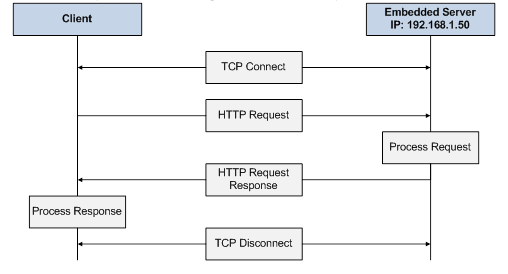 Client
Embedded Server
IP: 192.168.1.50
TCP Connect
HTTP Request
Process Request
HTTP Request
Response
Process Response
TCP Disconnect